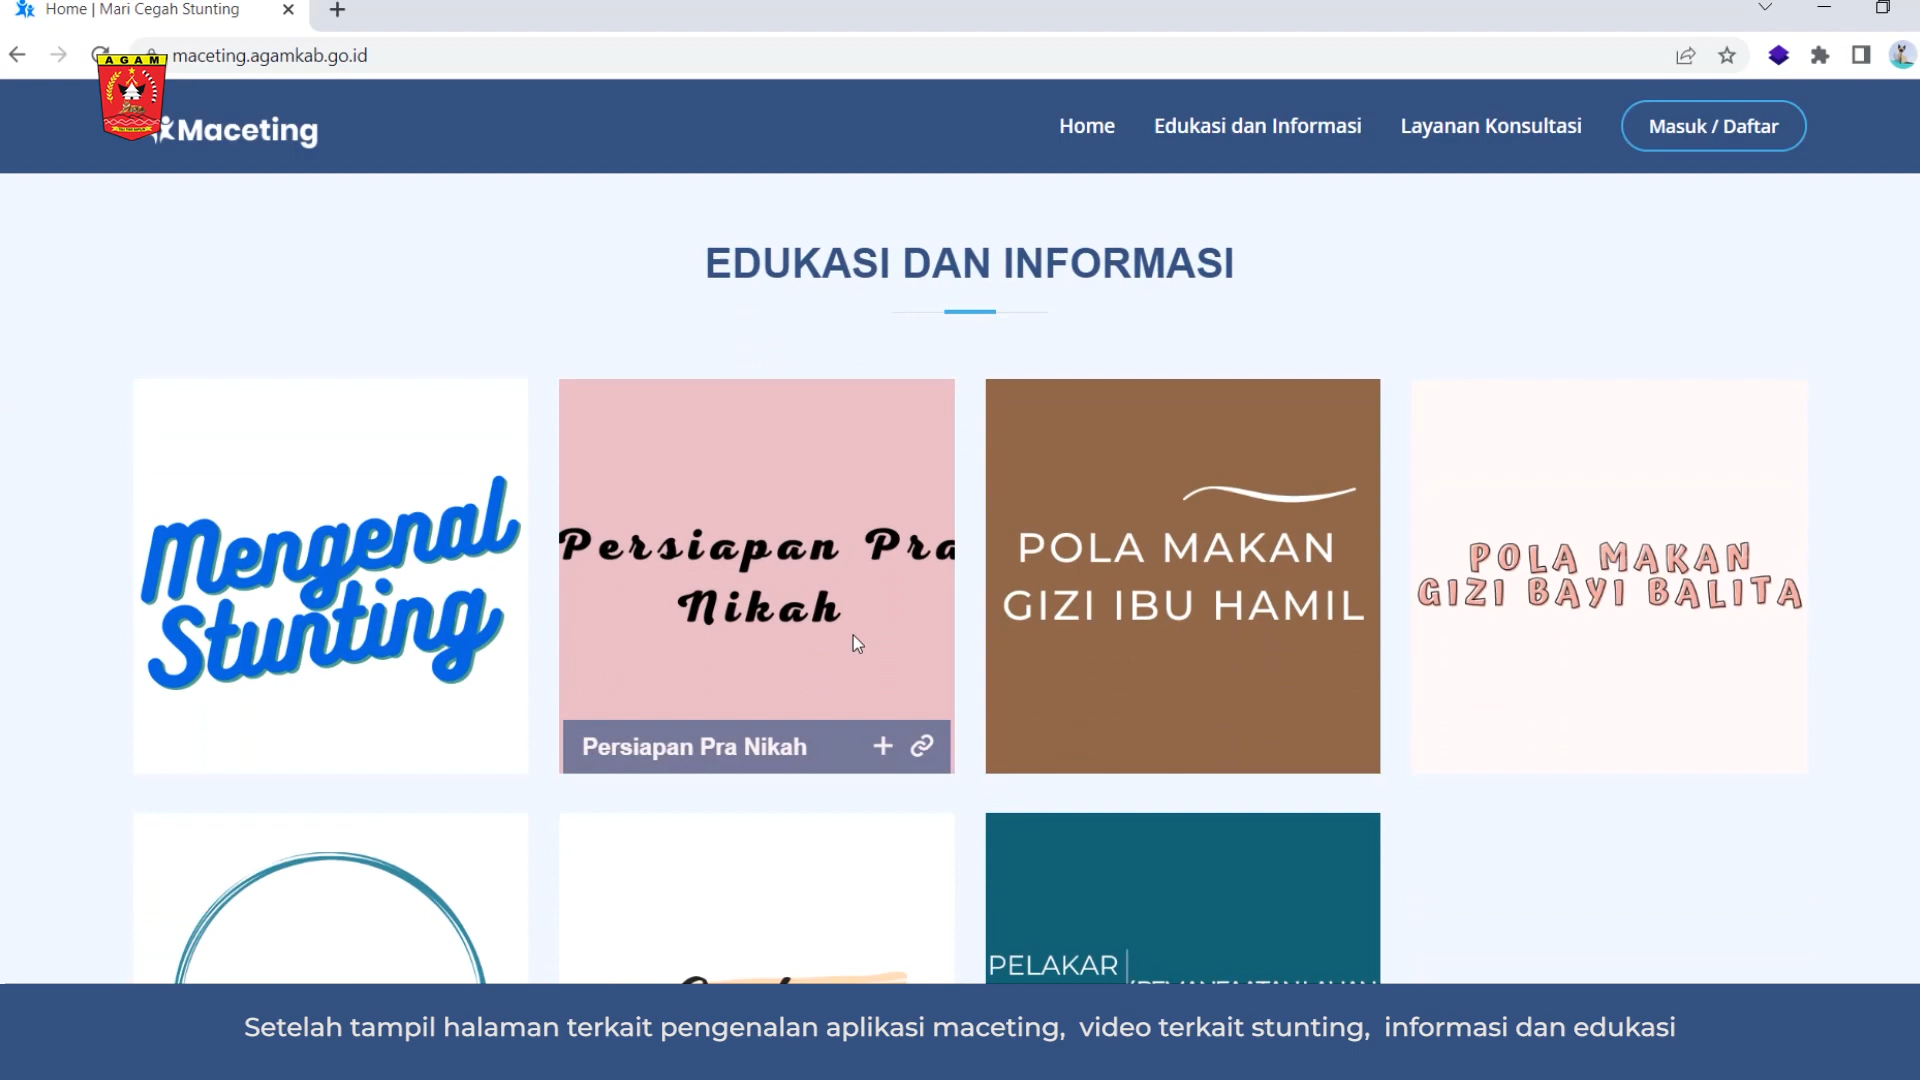 Home | Mari Cegah Stunting
maceting.agamkab.go.id
AGAM
Maceting
Home
Edukasi dan Informasi
Layanan Konsultasi
Masuk / Daftar
EDUKASI DAN INFORMASI
Mengenal
Stunting
Persiapan Pra
Nikah
Persiapan Pra Nikah
POLA MAKAN
GIZI IBU HAMIL
POLA MAKAN
GIZI BAYI BALITA
PELAKAR
Setelah tampil halaman terkait pengenalan aplikasi maceting, video terkait stunting, informasi dan edukasi